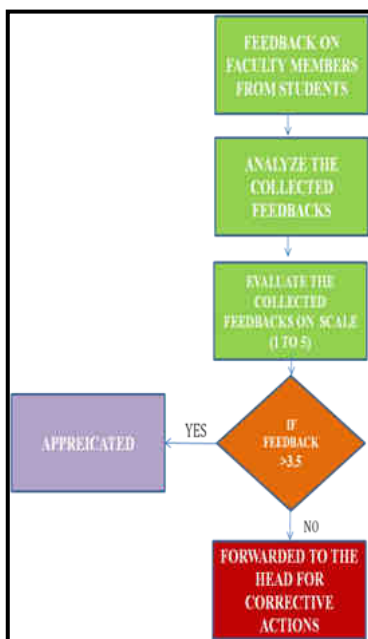 FEEDBACK ON
FACULTY MEMBERS
FROM STUDENTS
ANALYZE THE
COLLECTED
FEEDBACKS
EVALUATE THE
COLLECTED
FEEDBACKS ON SCALE
(1 TO 5)
IF
FEEDBACK
>3.5
YES
APPREICATED
NO
FORWARDED TO THE
HEAD FOR
CORRECTIVE
ACTIONS